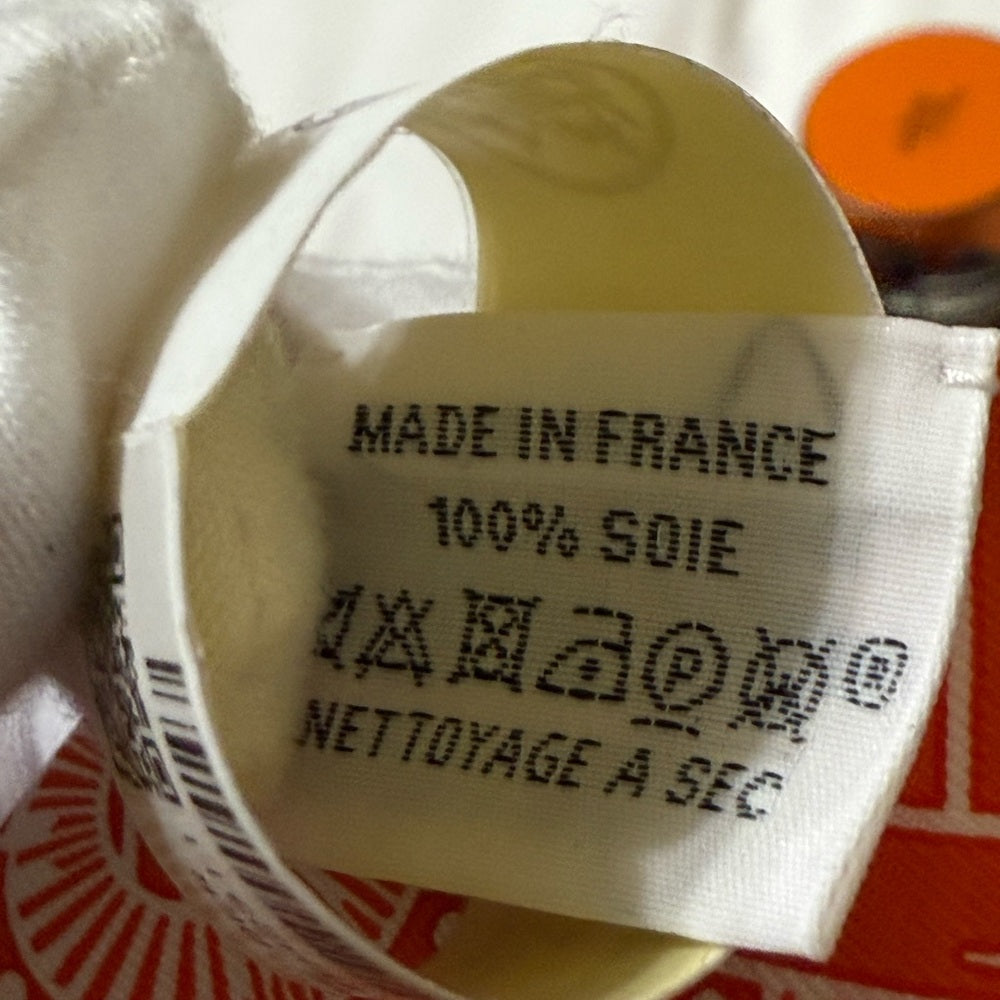 MADE IN FRANCE
100% SOIE
NETTOYAGE A SEC